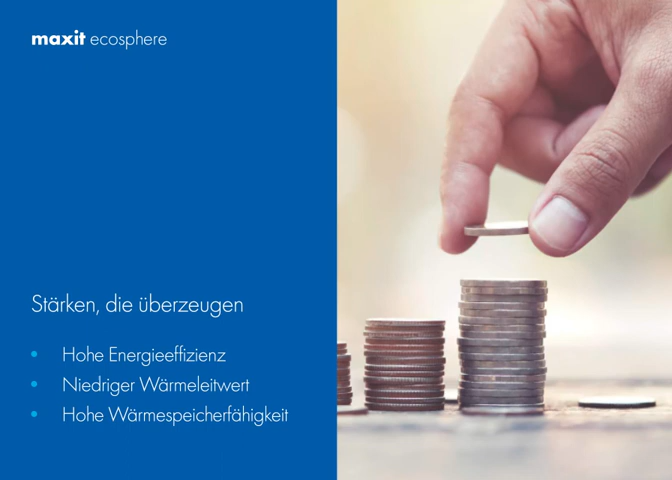 maxit ecosphere
Stärken, die überzeugen
• Hohe Energieeffizienz
• Niedriger Wärmeleitwert
• Hohe Wärmespeicherfähigkeit